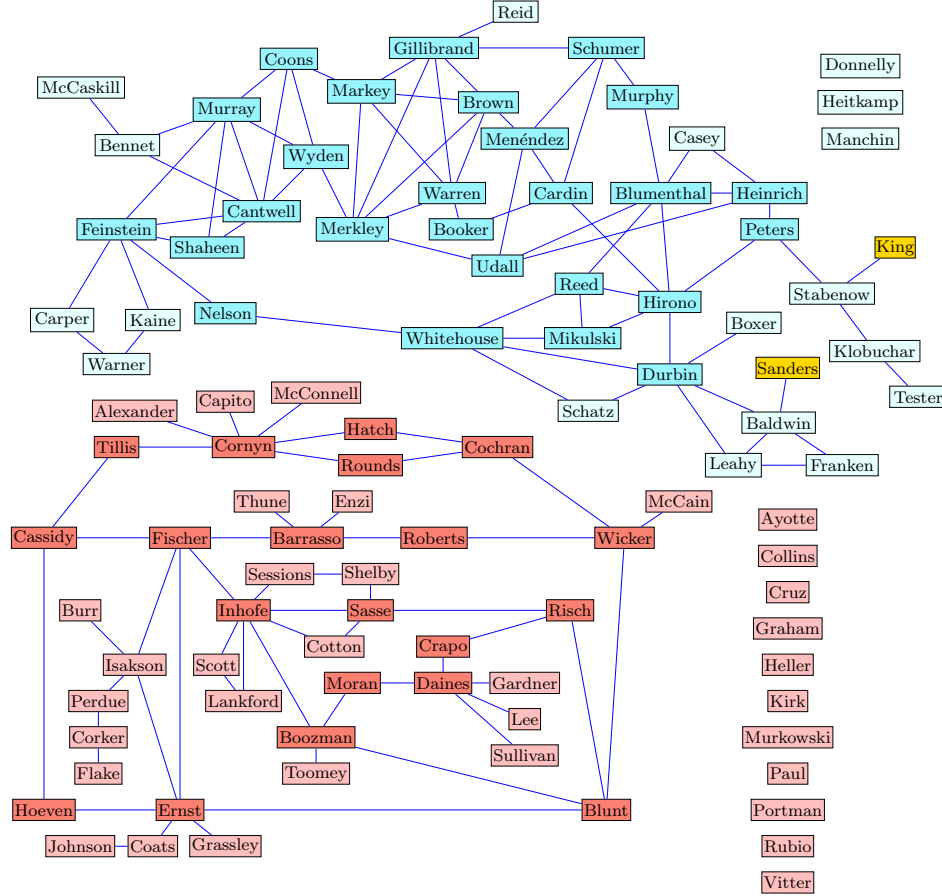 Reid
Gillibrand
Schumer
Coons
Donnelly
McCaskill
Markey
Murphy
Brown
Heitkamp
Murray
Menéndez
Casey
Manchin
Bennet
Wyden
Warren
Cardin
Blumenthal
Heinrich
Cantwell
Feinstein
Merkley
Booker
Peters
Shaheen
King
Udall
Reed
Stabenow
Hirono
Carper
Kaine
Nelson
Boxer
Whitehouse
Mikulski
Klobuchar
Warner
Durbin
Sanders
Tester
McConnell
Capito
Alexander
Schatz
Baldwin
Hatch
Tillis
Cornyn
Cochran
Rounds
Leahy
Franken
Thune
Enzi
McCain
Ayotte
Cassidy
Fischer
Barrasso
Roberts
Wicker
Collins
Sessions
Shelby
Cruz
Burr
Inhofe
Sasse
Risch
Graham
Crapo
Cotton
Isakson
Scott
Heller
Moran
Daines
Gardner
Perdue
Lankford
Kirk
Lee
Corker
Boozman
Murkowski
Sullivan
Flake
Toomey
Paul
Hoeven
Ernst
Blunt
Portman
Johnson
Coats
Grassley
Rubio
Vitter